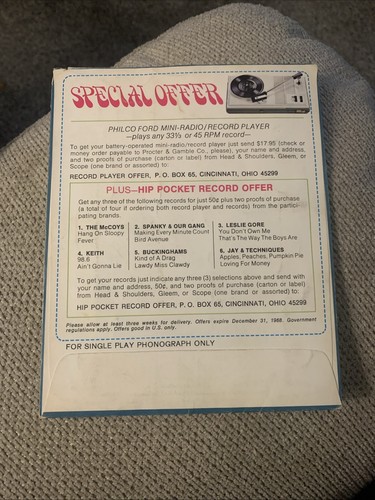 SPECIAL OFFER
PHILCO FORD MINI-RADIO/RECORD PLAYER
—plays any 33⅓ or 45 RPM record—
To get your battery-operated mini-radio/record player just send $17.95 (check or
money order payable to Procter & Gamble Co., please), your name and address,
and two proofs of purchase (carton or label) from Head & Shoulders, Gleem, or
Scope (one brand or assorted) to:
RECORD PLAYER OFFER, P. O. BOX 65, CINCINNATI, OHIO 45299
PLUS—HIP POCKET RECORD OFFER
Get any three of the following records for just 50¢ plus two proofs of purchase
(a total of four if ordering both record player and records) from the partici-
pating brands.
1. THE McCOYS
Hang On Sloopy
Fever
2. SPANKY & OUR GANG
Making Every Minute Count
Bird Avenue
3. LESLIE GORE
You Don't Own Me
That's The Way The Boys Are
4. KEITH
98.6
Ain't Gonna Lie
5. BUCKINGHAMS
Kind of A Drag
Lawdy Miss Clawdy
6. JAY & TECHNIQUES
Apples, Peaches, Pumpkin Pie
Loving For Money
To get your records just indicate any three (3) selections above and send with
your name and address, 50¢, and two proofs of purchase (carton or label)
from Head & Shoulders, Gleem, or Scope (one brand or assorted) to:
HIP POCKET RECORD OFFER, P. O. BOX 65, CINCINNATI, OHIO 45299
Please allow at least three weeks for delivery. Offers expire December 31, 1968. Government
regulations apply. Offers good in U.S. only.
FOR SINGLE PLAY PHONOGRAPH ONLY